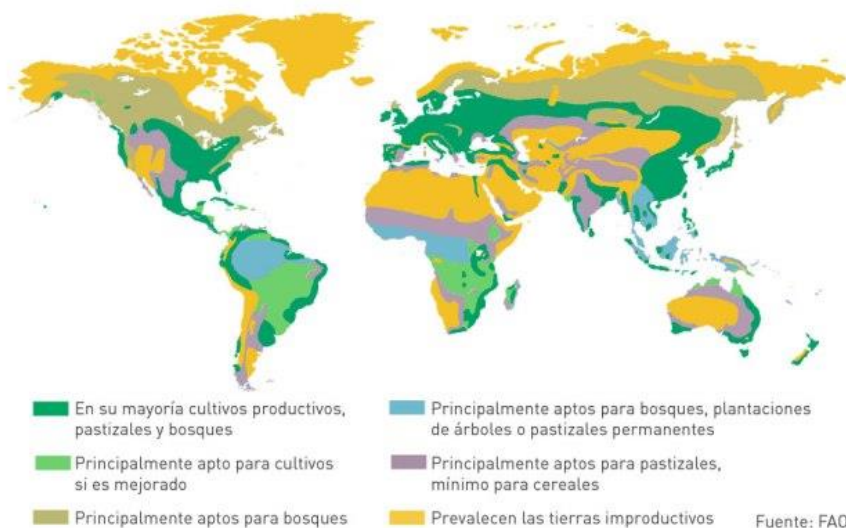 En su mayoría cultivos productivos,
pastizales y bosques
Principalmente apto para cultivos
si es mejorado
Principalmente aptos para bosques
Principalmente aptos para bosques, plantaciones
de árboles o pastizales permanentes
Principalmente aptos para pastizales,
mínimo para cereales
Prevalecen las tierras improductivos
Fuente: FAO